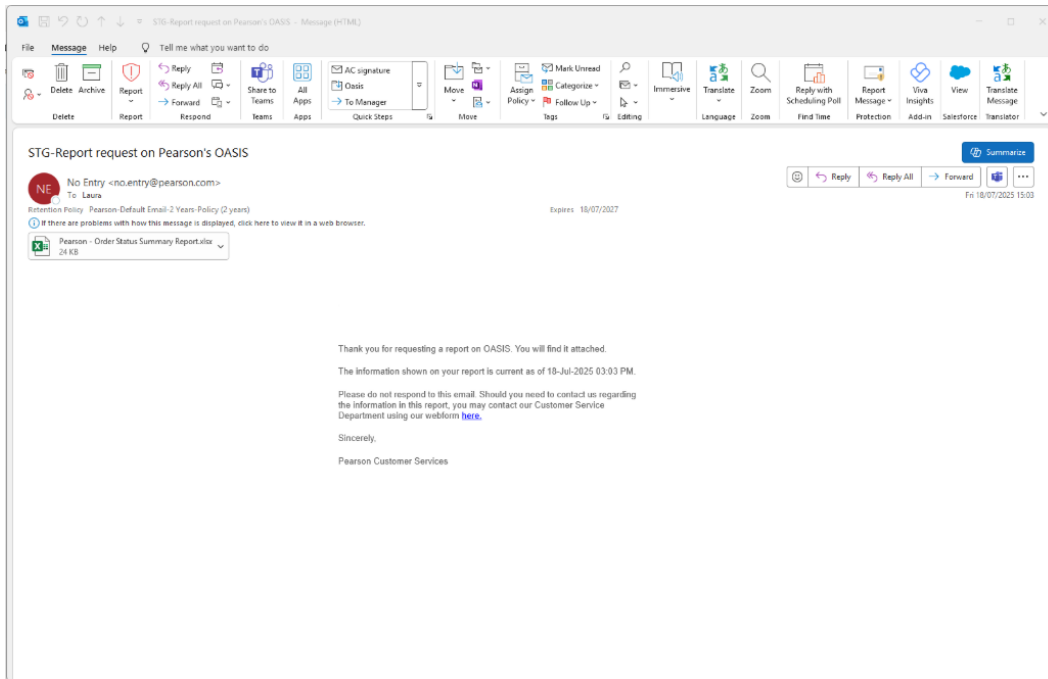 STG-Report request on Pearson's OASIS - Message (HTML)
File Message Help Tell me what you want to do
Delete Archive Report Reply Reply All Forward Share to Teams All Apps AC signature Oasis To Manager Move Assign Policy Mark Unread Categorize Follow Up Immersive Translate Zoom Reply with Scheduling Poll Report Message Viva Insights View Translate Message
Delete Report Respond Teams Apps Quick Steps Move Tags Editing Language Zoom Find Time Protection Add-in Salesforce Translator
STG-Report request on Pearson's OASIS
Summarize
NE
No Entry <no.entry@pearson.com>
To Laura
Reply Reply All Forward
Fri 18/07/2025 15:03
Retention Policy Pearson-Default Email-2 Years-Policy (2 years) Expires 18/07/2027
If there are problems with how this message is displayed, click here to view it in a web browser.
Pearson - Order Status Summary Report.xlsx
24 KB
Thank you for requesting a report on OASIS. You will find it attached.
The information shown on your report is current as of 18-Jul-2025 03:03 PM.
Please do not respond to this email. Should you need to contact us regarding
the information in this report, you may contact our Customer Service
Department using our webform here.
Sincerely,
Pearson Customer Services